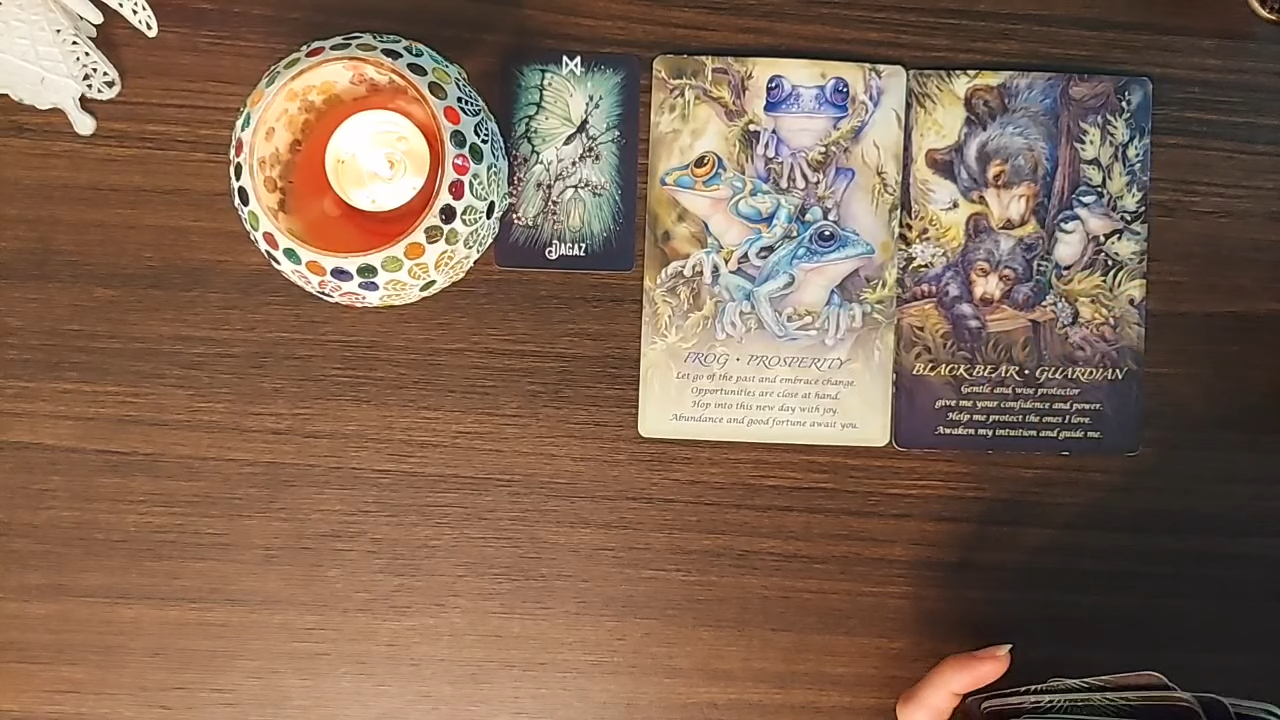 DAGAZ
FROG • PROSPERITY
Let go of the past and embrace change.
Opportunities are close at hand.
Hop into this new day with joy.
Abundance and good fortune await you.
BLACK BEAR • GUARDIAN
Gentle and wise protector
give me your confidence and power.
Help me protect the ones I love.
Awaken my intuition and guide me.